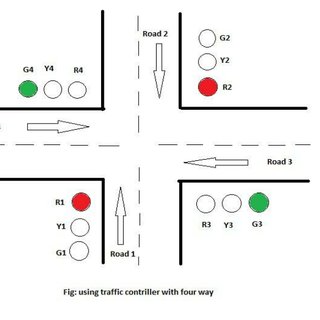 Road 2
G2
G4 Y4 R4
Y2
R2
Road 3
R1
Y1
R3 Y3 G3
G1
Road 1
Fig: using traffic contriller with four way